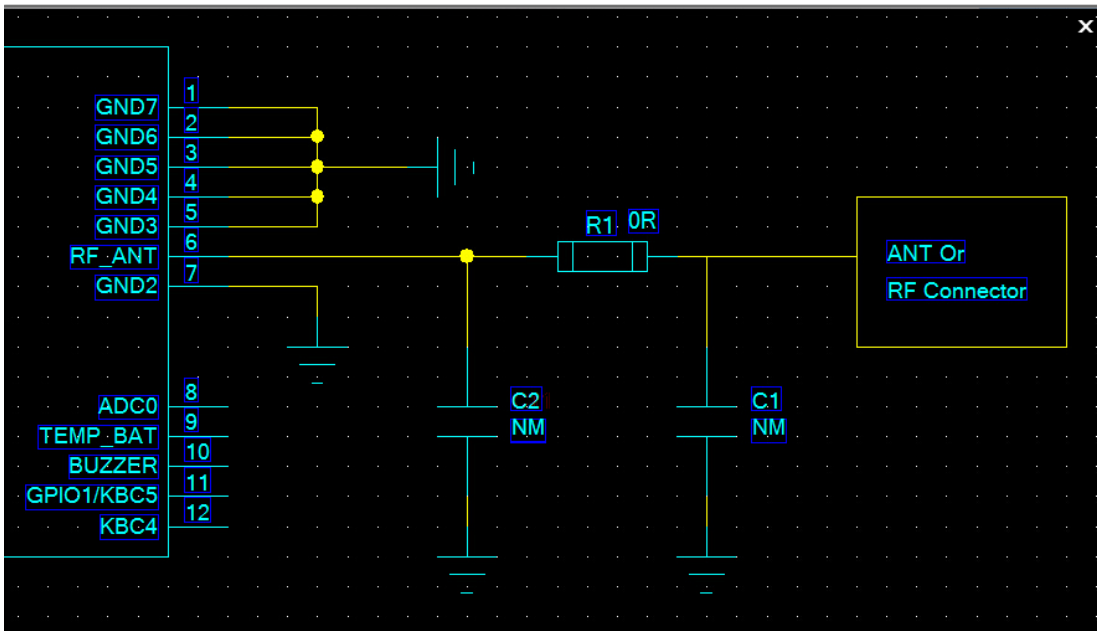 X
GND7 1
GND6 2
GND5 3
GND4 4
GND3 5
RF_ANT 6
GND2 7
R1 0R
ANT Or
RF Connector
ADC0 8
TEMP_BAT 9
BUZZER 10
GPIO1/KBC5 11
KBC4 12
C2
NM
C1
NM